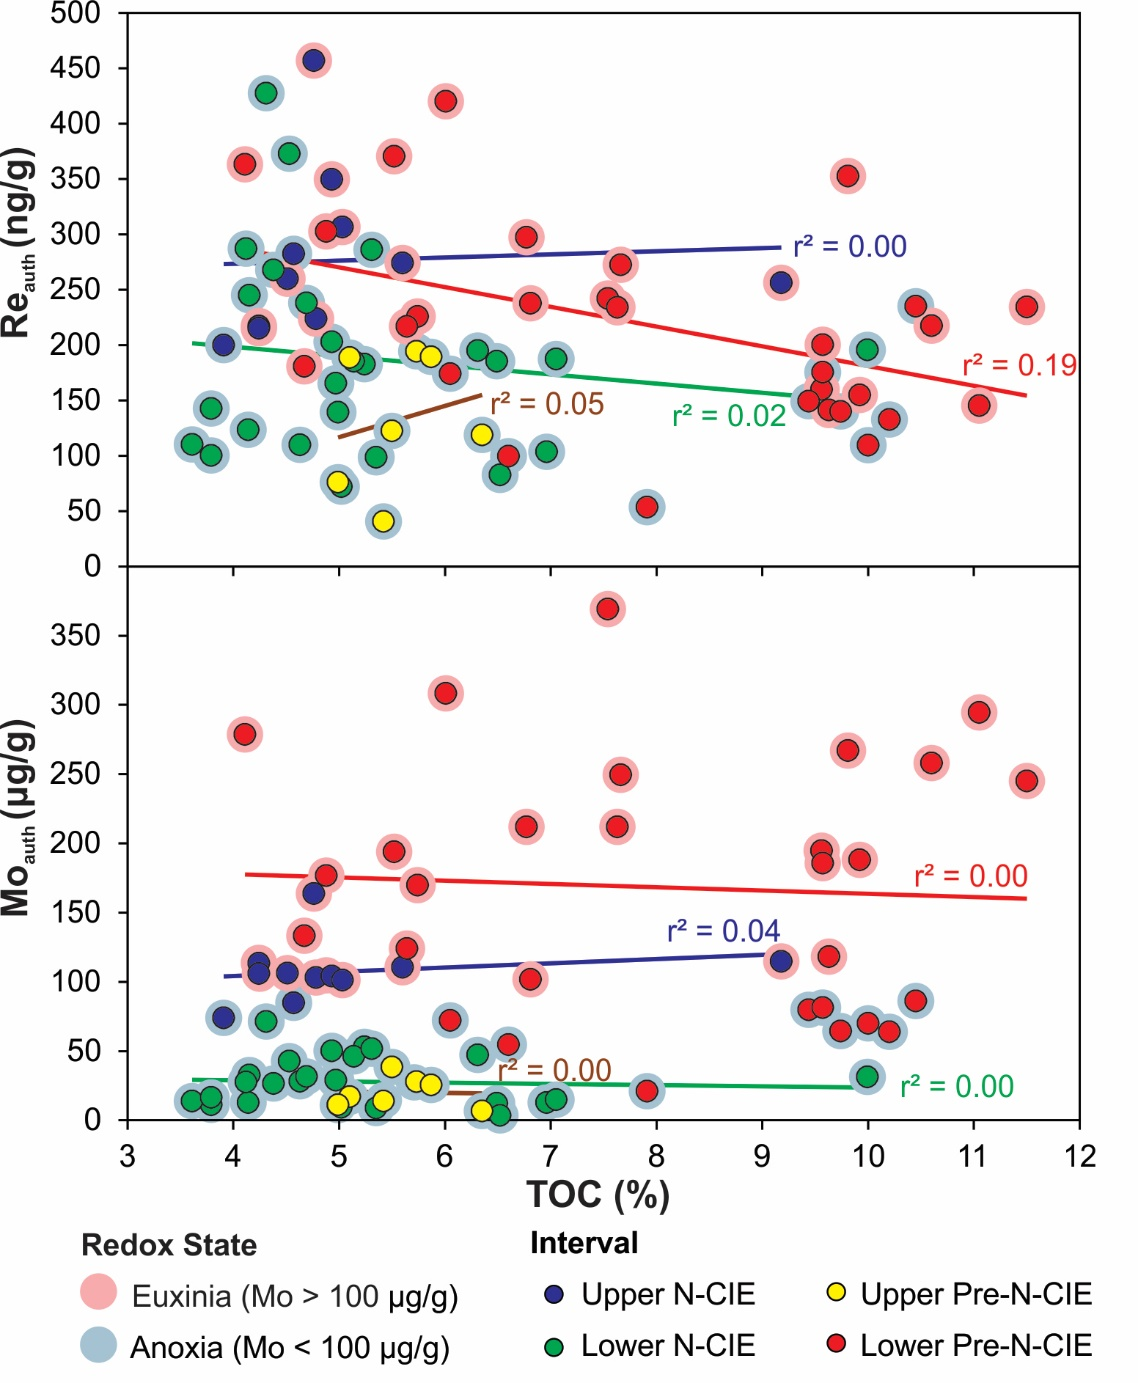 500
450
400
350
300
250
200
150
100
50
0
Re auth (ng/g)
r² = 0.00
r² = 0.19
r² = 0.05
r² = 0.02
350
300
250
200
150
100
50
0
Mo auth (µg/g)
r² = 0.00
r² = 0.04
r² = 0.00
r² = 0.00
3 4 5 6 7 8 9 10 11 12
TOC (%)
Redox State
Euxinia (Mo > 100 µg/g)
Anoxia (Mo < 100 µg/g)
Interval
Upper N-CIE
Lower N-CIE
Upper Pre-N-CIE
Lower Pre-N-CIE